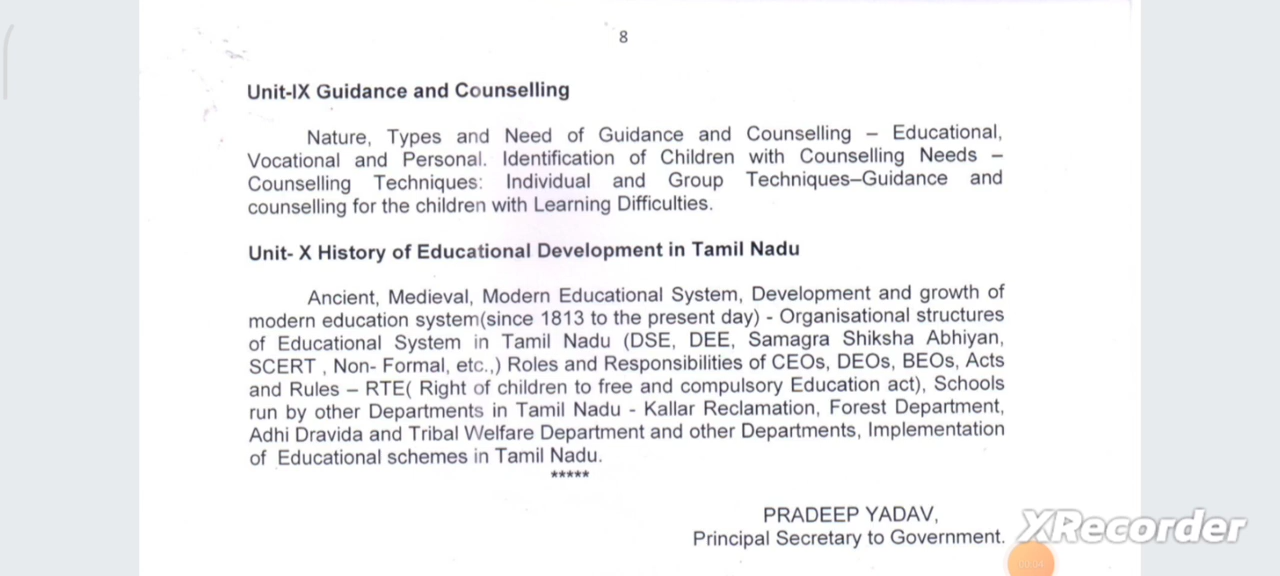 8
Unit-IX Guidance and Counselling
Nature, Types and Need of Guidance and Counselling – Educational,
Vocational and Personal. Identification of Children with Counselling Needs –
Counselling Techniques: Individual and Group Techniques–Guidance and
counselling for the children with Learning Difficulties.
Unit- X History of Educational Development in Tamil Nadu
Ancient, Medieval, Modern Educational System, Development and growth of
modern education system(since 1813 to the present day) - Organisational structures
of Educational System in Tamil Nadu (DSE, DEE, Samagra Shiksha Abhiyan,
SCERT , Non- Formal, etc.,) Roles and Responsibilities of CEOs, DEOs, BEOs, Acts
and Rules – RTE( Right of children to free and compulsory Education act), Schools
run by other Departments in Tamil Nadu - Kallar Reclamation, Forest Department,
Adhi Dravida and Tribal Welfare Department and other Departments, Implementation
of Educational schemes in Tamil Nadu.
*****
PRADEEP YADAV,
Principal Secretary to Government.
XRecorder
00:04